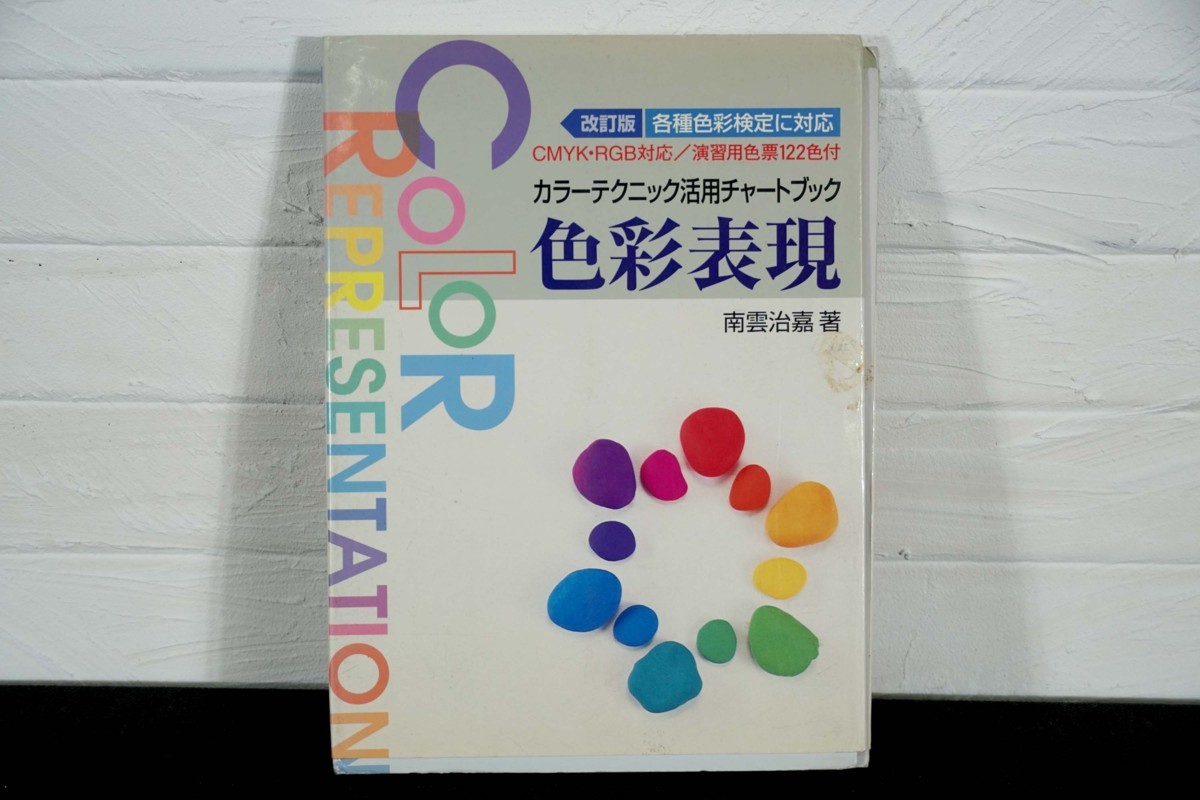 COLOR
REPRESENTATION
改訂版 各種色彩検定に対応
CMYK・RGB対応／演習用色票122色付
カラーテクニック活用チャートブック
色彩表現
南雲治嘉 著